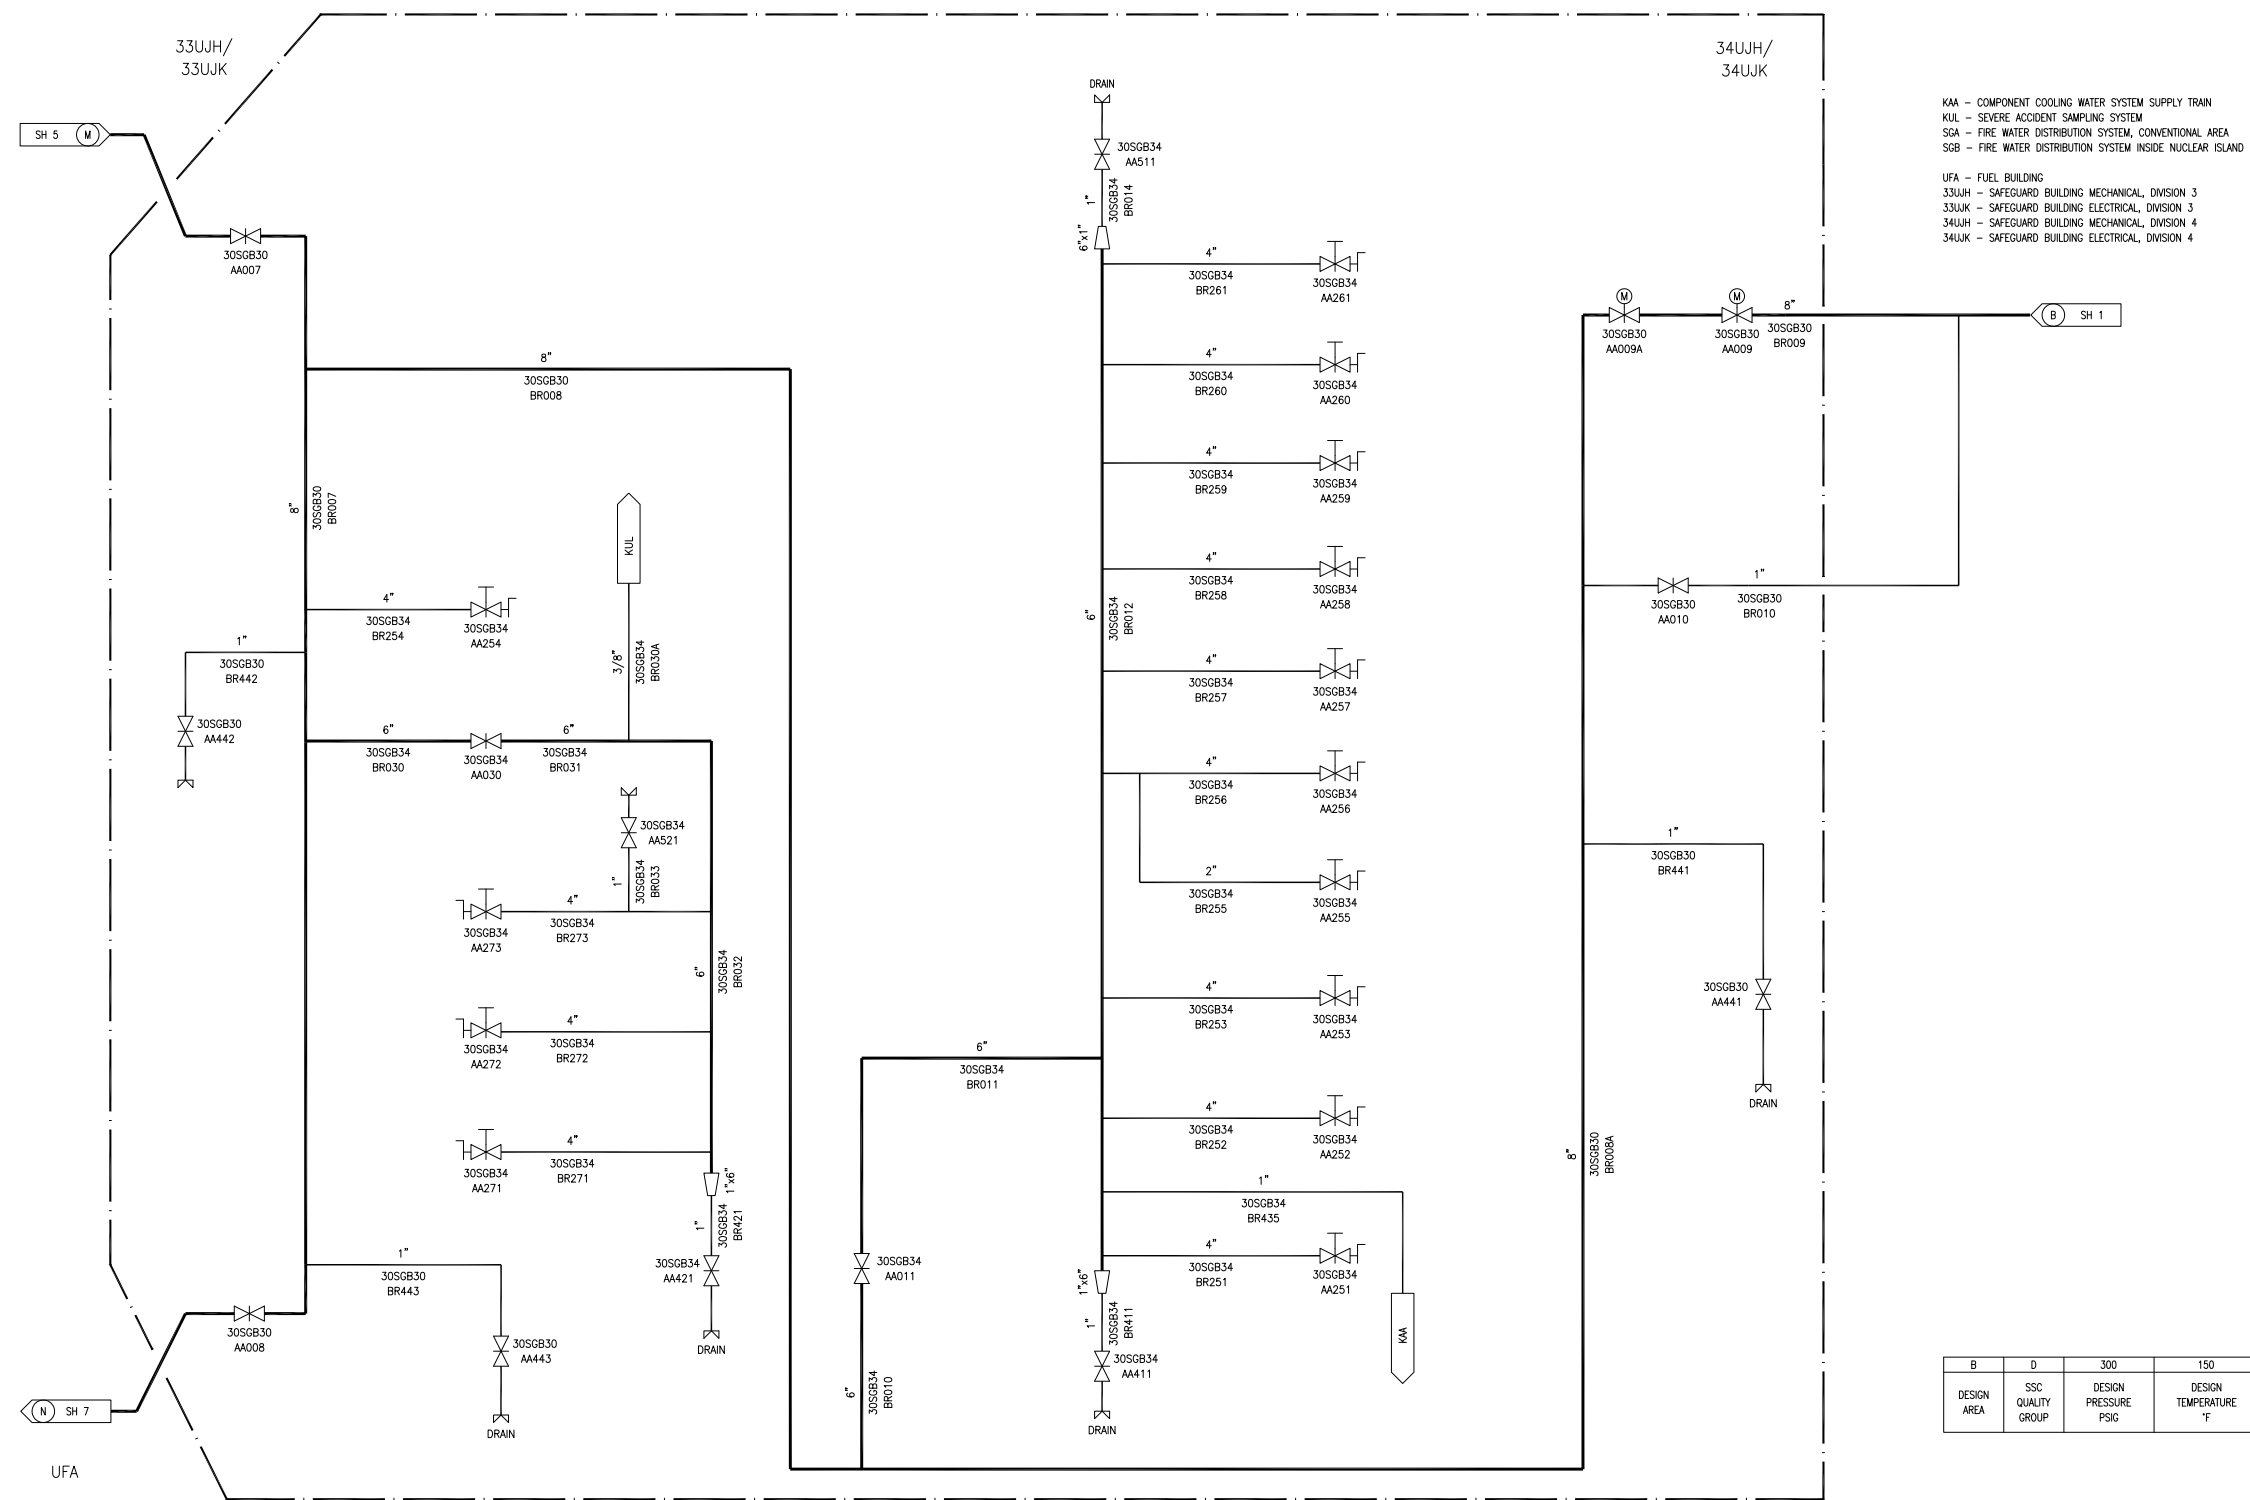 33UJH/
33UJK
34UJH/
34UJK
KAA - COMPONENT COOLING WATER SYSTEM SUPPLY TRAIN
KUL - SEVERE ACCIDENT SAMPLING SYSTEM
SGA - FIRE WATER DISTRIBUTION SYSTEM, CONVENTIONAL AREA
SGB - FIRE WATER DISTRIBUTION SYSTEM INSIDE NUCLEAR ISLAND
UFA - FUEL BUILDING
33UJH - SAFEGUARD BUILDING MECHANICAL, DIVISION 3
33UJK - SAFEGUARD BUILDING ELECTRICAL, DIVISION 3
34UJH - SAFEGUARD BUILDING MECHANICAL, DIVISION 4
34UJK - SAFEGUARD BUILDING ELECTRICAL, DIVISION 4
SH 5 M
30SGB30
AA007
8"
30SGB30
BR008
8"
30SGB30
BR007
4"
30SGB34
BR254
30SGB34
AA254
1"
30SGB30
BR442
30SGB30
AA442
KUL
3/8"
30SGB34
BR030A
6"
30SGB34
BR030
30SGB34
AA030
6"
30SGB34
BR031
30SGB34
AA521
1"
30SGB34
BR033
4"
30SGB34
BR273
30SGB34
AA273
6"
30SGB34
BR032
4"
30SGB34
BR272
30SGB34
AA272
4"
30SGB34
BR271
30SGB34
AA271
1"x6"
1"
30SGB34
BR421
30SGB34
AA421
DRAIN
1"
30SGB30
BR443
30SGB30
AA443
DRAIN
30SGB30
AA008
N SH 7
UFA
DRAIN
30SGB34
AA511
1"
30SGB34
BR014
6"x1"
4"
30SGB34
BR261
30SGB34
AA261
4"
30SGB34
BR260
30SGB34
AA260
4"
30SGB34
BR259
30SGB34
AA259
4"
30SGB34
BR258
30SGB34
AA258
6"
30SGB34
BR012
4"
30SGB34
BR257
30SGB34
AA257
4"
30SGB34
BR256
30SGB34
AA256
2"
30SGB34
BR255
30SGB34
AA255
4"
30SGB34
BR253
30SGB34
AA253
6"
30SGB34
BR011
4"
30SGB34
BR252
30SGB34
AA252
1"
30SGB34
BR435
4"
30SGB34
BR251
30SGB34
AA251
KAA
30SGB34
AA011
6"
30SGB34
BR010
1"x6"
1"
30SGB34
BR411
30SGB34
AA411
DRAIN
M
30SGB30
AA009A
M
30SGB30
AA009
8"
30SGB30
BR009
B SH 1
30SGB30
AA010
1"
30SGB30
BR010
1"
30SGB30
BR441
30SGB30
AA441
DRAIN
8"
30SGB30
BR008A
B D 300 150
DESIGN AREA
SSC QUALITY GROUP
DESIGN PRESSURE PSIG
DESIGN TEMPERATURE °F